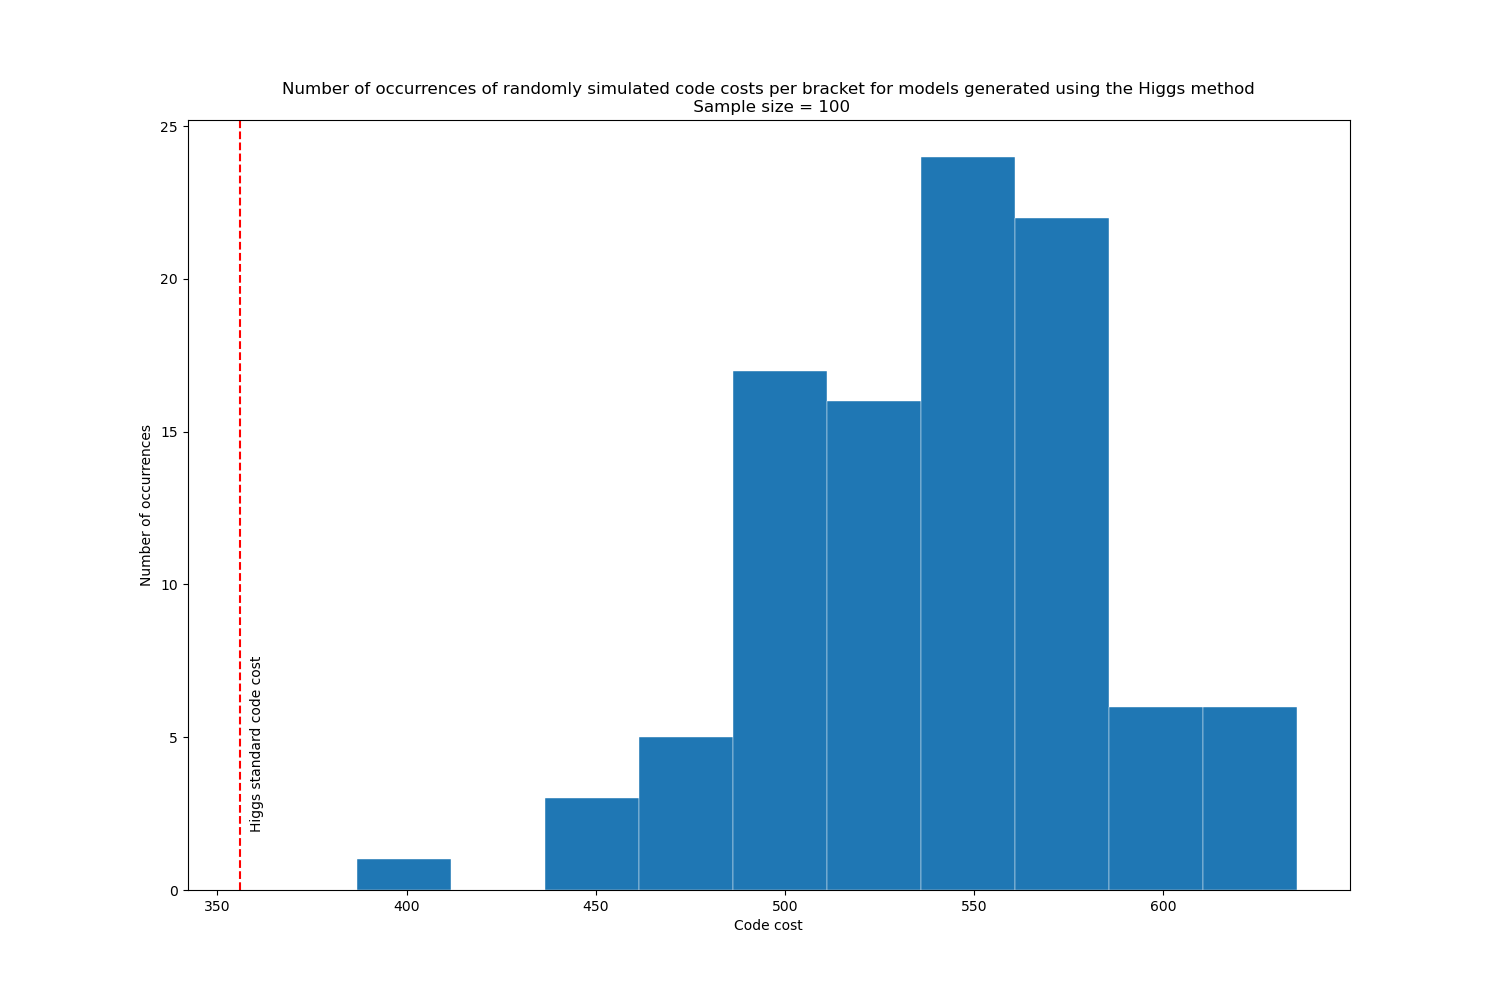 Number of occurrences of randomly simulated code costs per bracket for models generated using the Higgs method
Sample size = 100
25
20
15
10
5
0
Number of occurrences
Higgs standard code cost
350
400
450
500
550
600
Code cost